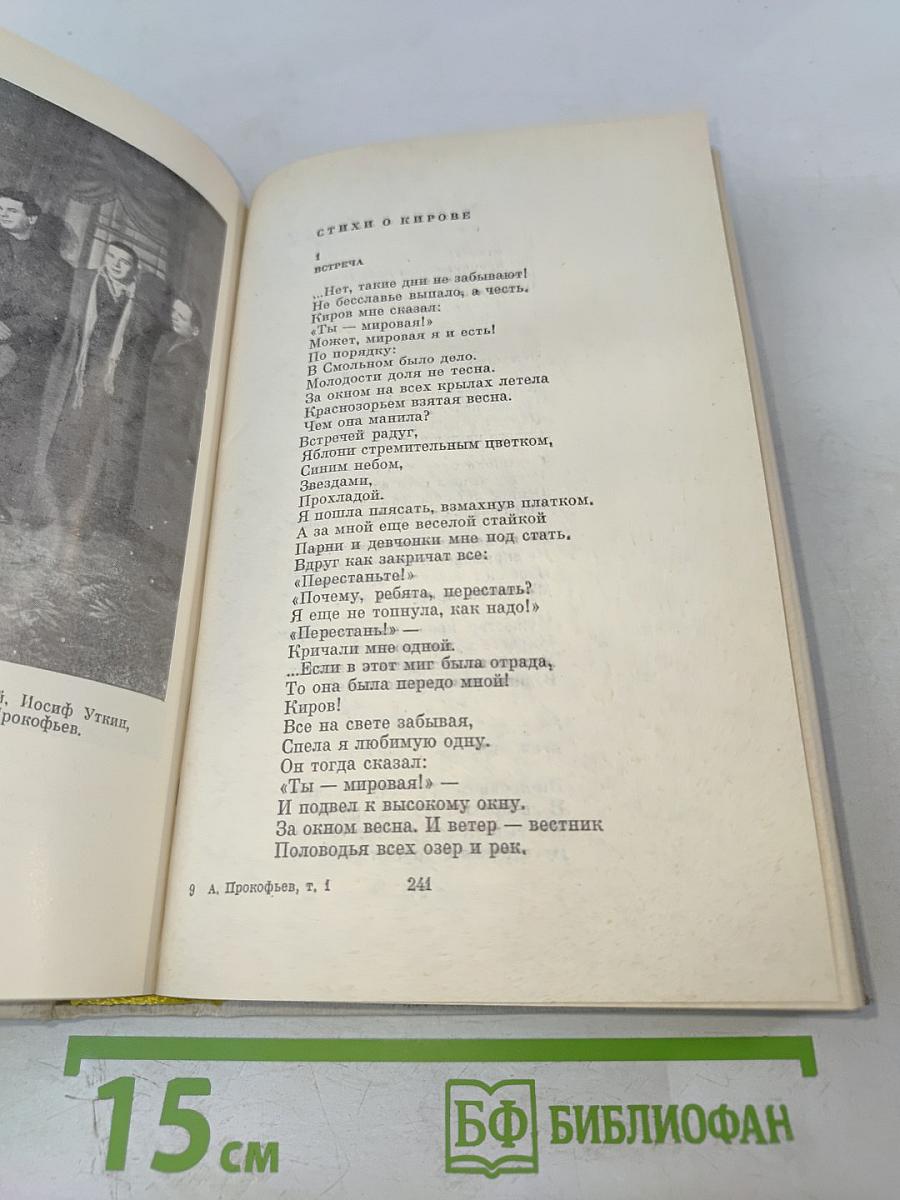 й, Иосиф Уткин,
Прокофьев.
СТИХИ О КИРОВЕ
1
ВСТРЕЧА
...Нет, такие дни не забывают!
Не бесславье выпало, а честь.
Киров мне сказал:
«Ты — мировая!»
Может, мировая я и есть!
По порядку:
В Смольном было дело.
Молодости доля не тесна.
За окном на всех крылах летела
Краснозорьем взятая весна.
Чем она манила?
Встречей радуг,
Яблони стремительным цветком,
Синим небом,
Звездами,
Прохладой.
Я пошла плясать, взмахнув платком.
А за мной еще веселой стайкой
Парни и девчонки мне под стать.
Вдруг как закричат все:
«Перестаньте!»
«Почему, ребята, перестать?
Я еще не топнула, как надо!»
«Перестань!» —
Кричали мне одной.
...Если в этот миг была отрада,
То она была передо мной!
Киров!
Все на свете забывая,
Спела я любимую одну.
Он тогда сказал:
«Ты — мировая!» —
И подвел к высокому окну.
За окном весна. И ветер — вестник
Половодья всех озер и рек.
9 А. Прокофьев, т. 1 241
15 см
БФ БИБЛИОФАН